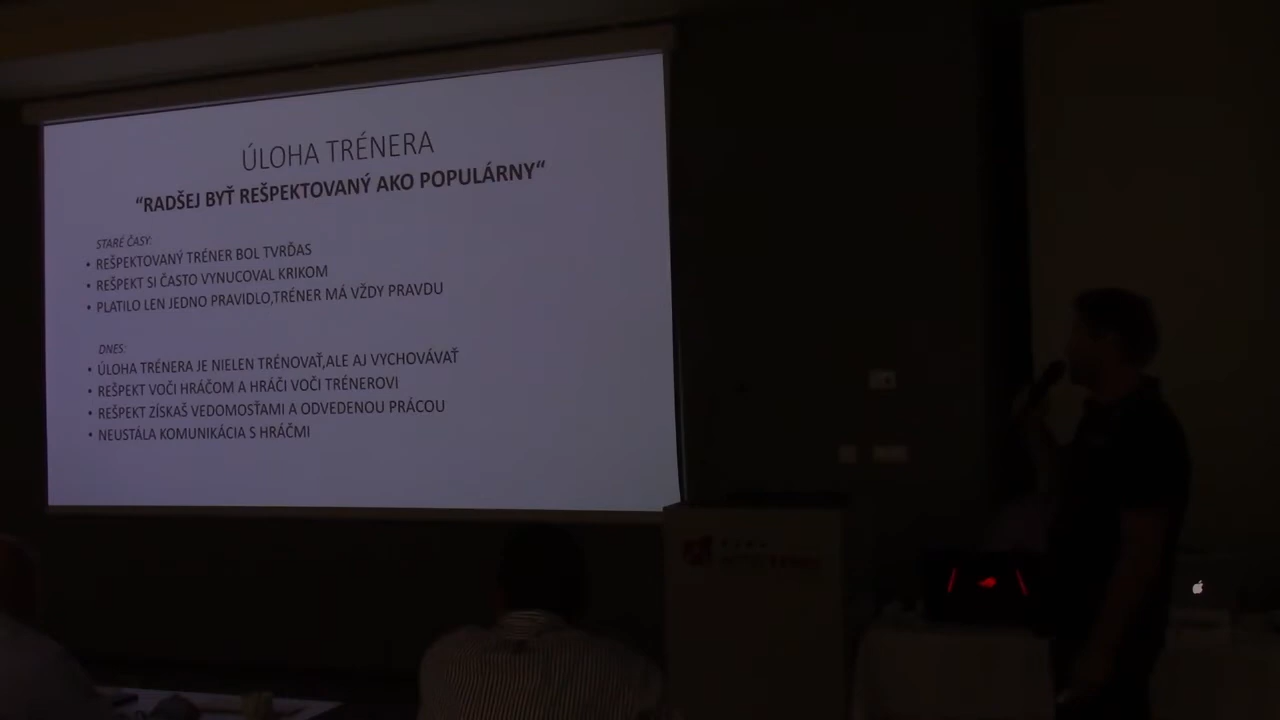 ÚLOHA TRÉNERA
“RADŠEJ BYŤ REŠPEKTOVANÝ AKO POPULÁRNY“
STARÉ ČASY:
• REŠPEKTOVANÝ TRÉNER BOL TVRĎAS
• REŠPEKT SI ČASTO VYNUCOVAL KRIKOM
• PLATILO LEN JEDNO PRAVIDLO,TRÉNER MÁ VŽDY PRAVDU
DNES:
• ÚLOHA TRÉNERA JE NIELEN TRÉNOVAŤ,ALE AJ VYCHOVÁVAŤ
• REŠPEKT VOČI HRÁČOM A HRÁČI VOČI TRÉNEROVI
• REŠPEKT ZÍSKAŠ VEDOMOSŤAMI A ODVEDENOU PRÁCOU
• NEUSTÁLA KOMUNIKÁCIA S HRÁČMI